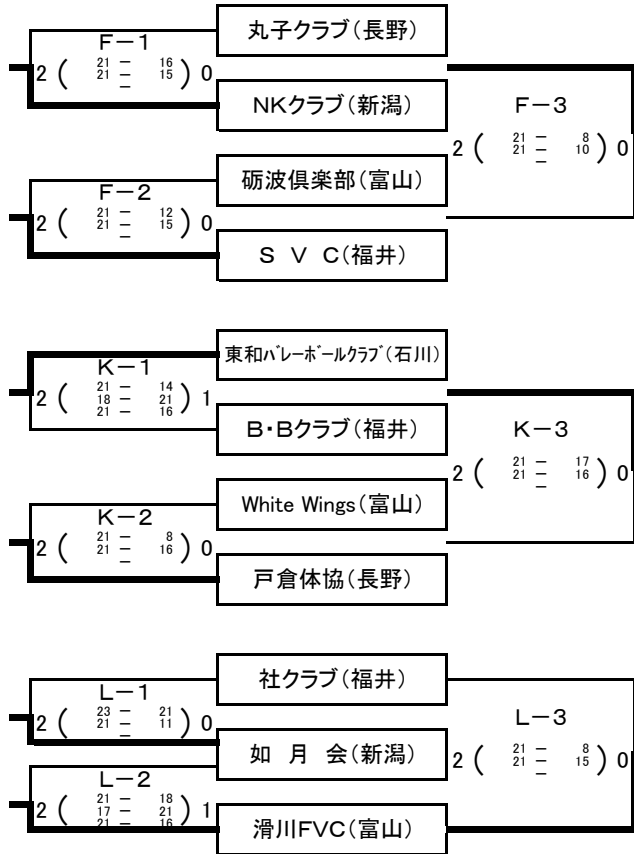 丸子クラブ(長野)
F-1
2 ( 21 - 16 ) 0
21 - 15
-
NKクラブ(新潟)
F-3
2 ( 21 - 8 ) 0
21 - 10
-
砺波倶楽部(富山)
F-2
2 ( 21 - 12 ) 0
21 - 15
-
S V C(福井)
東和バレーボールクラブ(石川)
K-1
2 ( 21 - 14 ) 1
18 - 21
21 - 16
B・Bクラブ(福井)
K-3
2 ( 21 - 17 ) 0
21 - 16
-
White Wings(富山)
K-2
2 ( 21 - 8 ) 0
21 - 16
-
戸倉体協(長野)
社クラブ(福井)
L-1
2 ( 23 - 21 ) 0
21 - 11
-
L-3
如 月 会(新潟)
2 ( 21 - 8 ) 0
21 - 15
-
L-2
2 ( 21 - 18 ) 1
17 - 21
21 - 16
滑川FVC(富山)